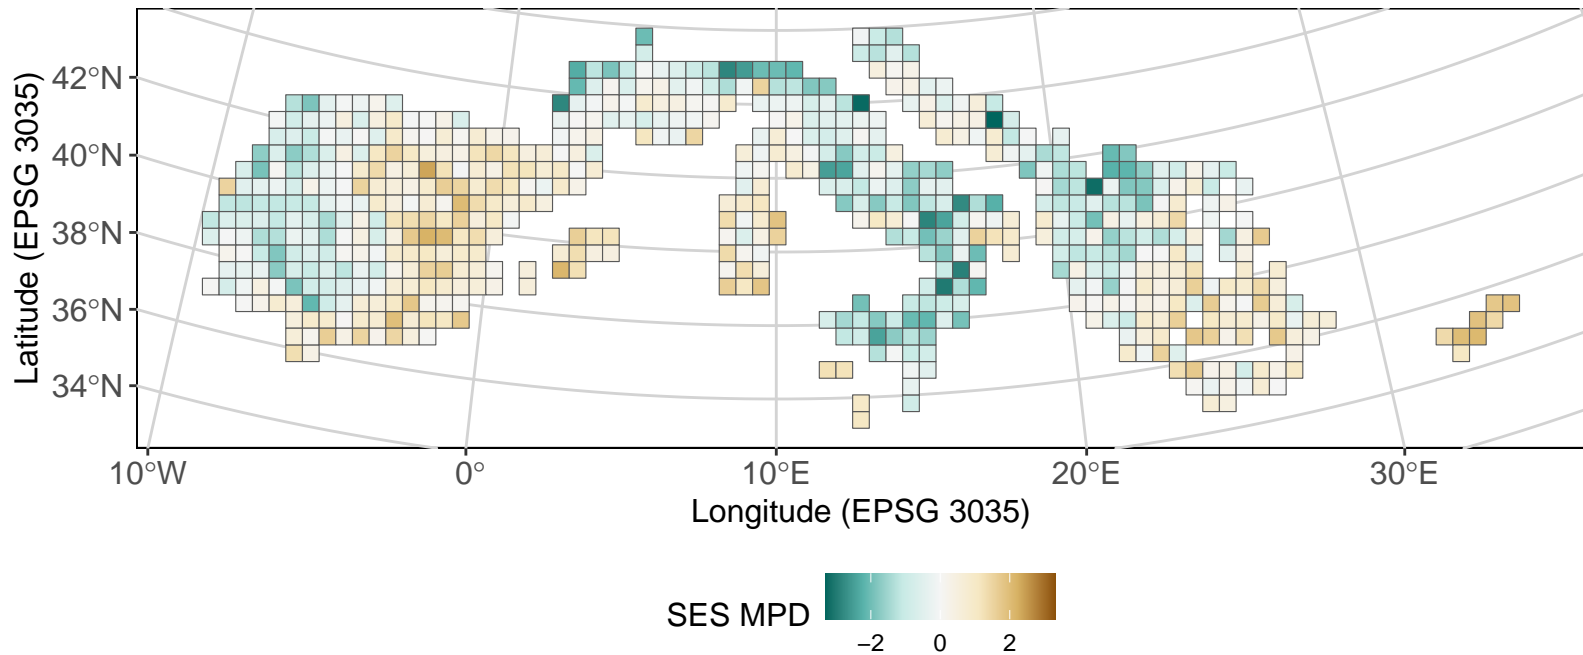 Latitude (EPSG 3035)
42°N
40°N
38°N
36°N
34°N
10°W 0° 10°E 20°E 30°E
Longitude (EPSG 3035)
SES MPD
−2 0 2